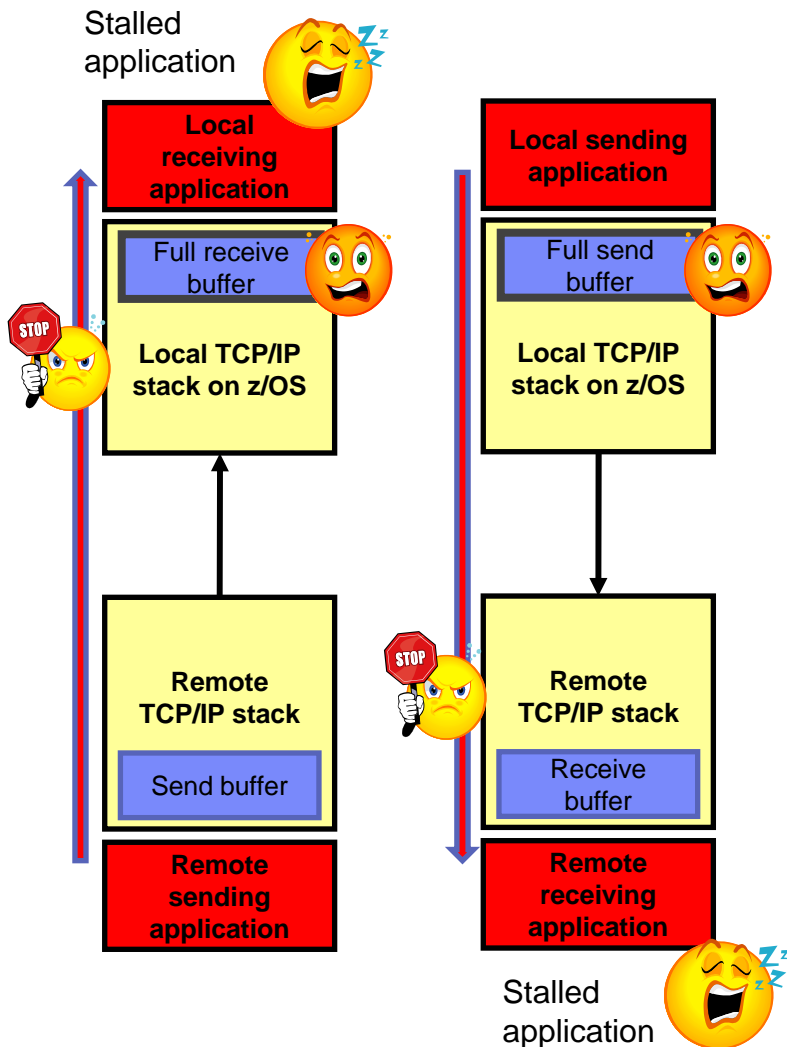 Stalled
application
Local
receiving
application
Full receive
buffer
STOP
Local TCP/IP
stack on z/OS
Remote
TCP/IP stack
Send buffer
Remote
sending
application
Local sending
application
Full send
buffer
Local TCP/IP
stack on z/OS
STOP
Remote
TCP/IP stack
Receive
buffer
Remote
receiving
application
Stalled
application
z z z z
z z z z